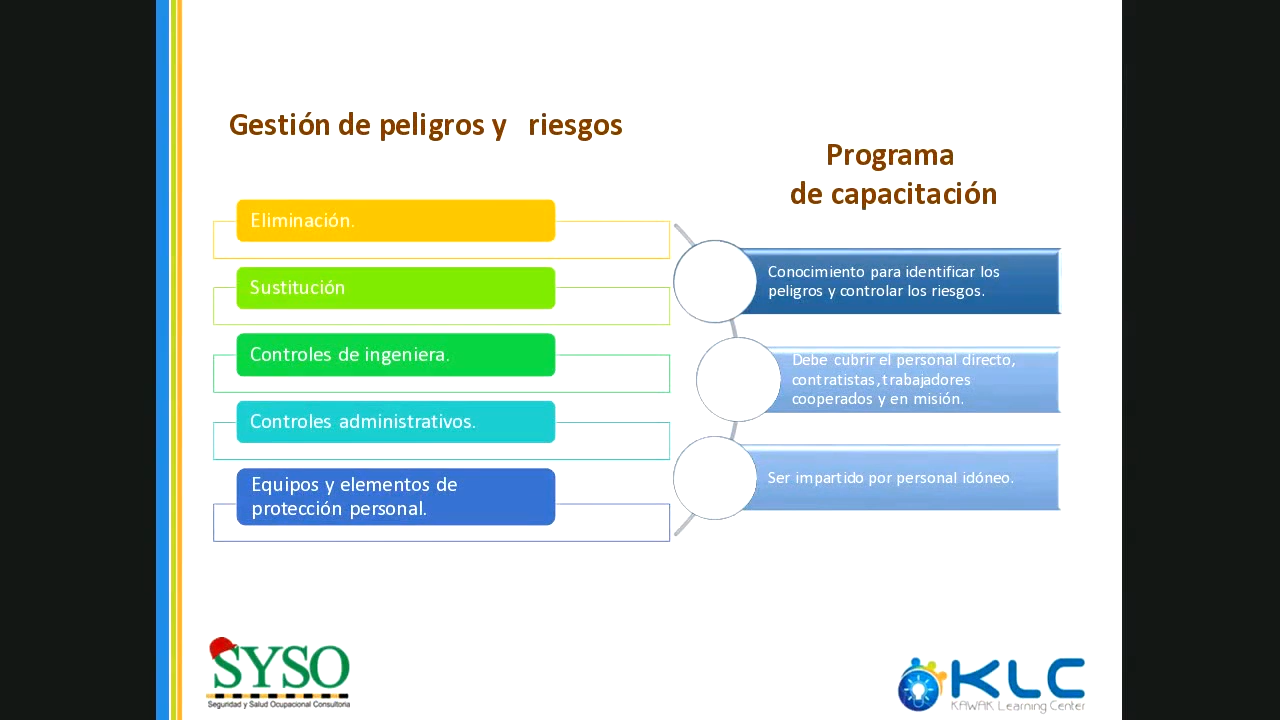 Gestión de peligros y riesgos
Eliminación.
Sustitución
Controles de ingeniera.
Controles administrativos.
Equipos y elementos de
protección personal.
Programa
de capacitación
Conocimiento para identificar los
peligros y controlar los riesgos.
Debe cubrir el personal directo,
contratistas,trabajadores
cooperados y en misión.
Ser impartido por personal idóneo.
SYSO
Seguridad y Salud Ocupacional Consultoria
KLC
KAWAK Learning Center